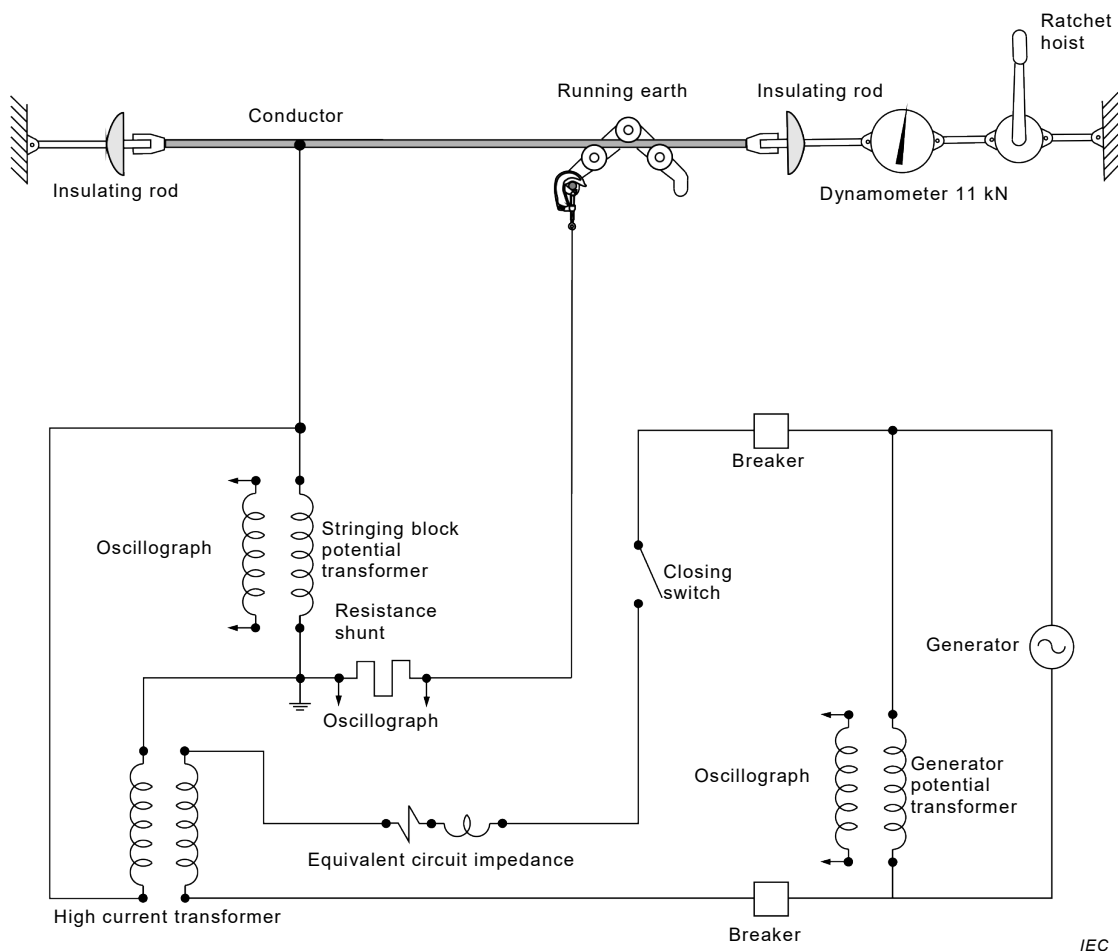 Ratchet
hoist
Running earth
Insulating rod
Conductor
Insulating rod
Dynamometer 11 kN
Breaker
Oscillograph
Stringing block
potential
transformer
Closing
switch
Resistance
shunt
Generator
Oscillograph
Oscillograph
Generator
potential
transformer
Equivalent circuit impedance
High current transformer
Breaker
IEC